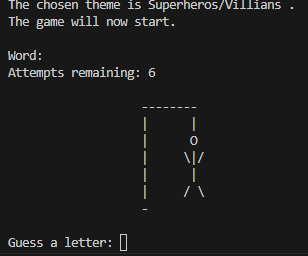 The chosen theme is Superheros/Villians .
The game will now start.
Word:
Attempts remaining: 6
--------
|      |
|      O
|     \|/
|      |
|     / \
-
Guess a letter: